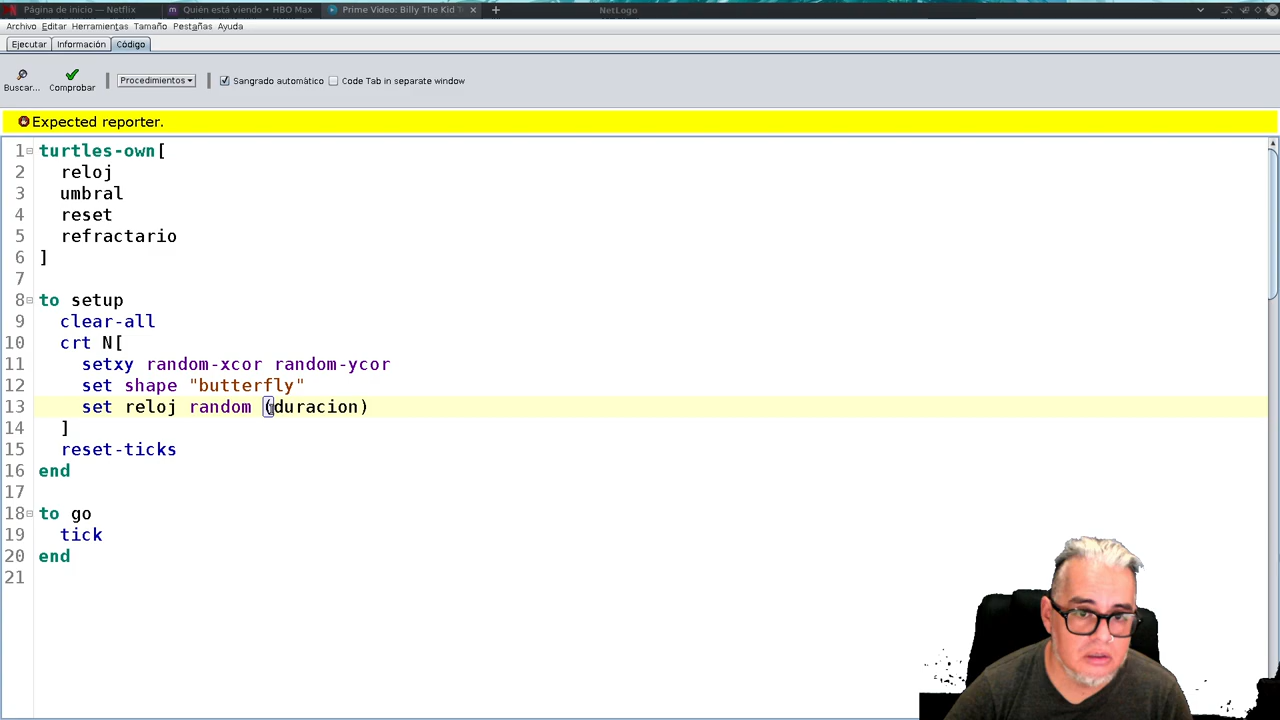 Página de inicio — Netflix
Quién está viendo • HBO Max
Prime Video: Billy The Kid
NetLogo
Archivo Editar Herramientas Tamaño Pestañas Ayuda
Ejecutar Información Código
Buscar... Comprobar Procedimientos Sangrado automático Code Tab in separate window
Expected reporter.
1 turtles-own[
2 reloj
3 umbral
4 reset
5 refractario
6 ]
7
8 to setup
9 clear-all
10 crt N[
11 setxy random-xcor random-ycor
12 set shape "butterfly"
13 set reloj random (duracion)
14 ]
15 reset-ticks
16 end
17
18 to go
19 tick
20 end
21